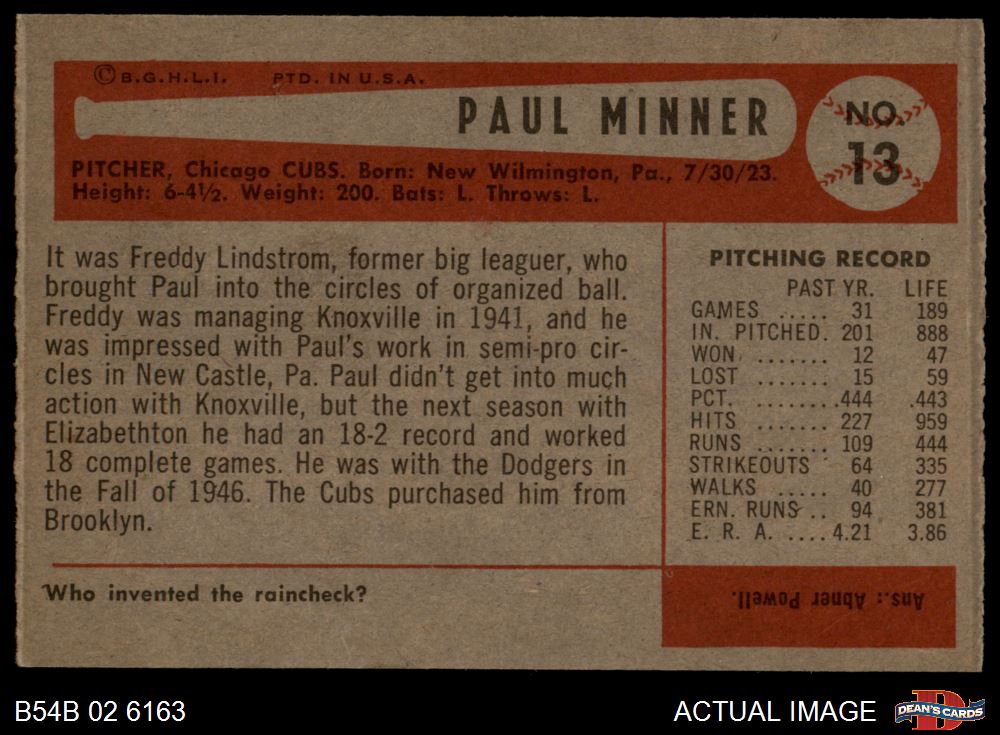 © B.G.H.L.I. PTD. IN U.S.A.
PAUL MINNER
NO.
13
PITCHER, Chicago CUBS. Born: New Wilmington, Pa., 7/30/23.
Height: 6-4½. Weight: 200. Bats: L. Throws: L.
It was Freddy Lindstrom, former big leaguer, who
brought Paul into the circles of organized ball.
Freddy was managing Knoxville in 1941, and he
was impressed with Paul's work in semi-pro cir-
cles in New Castle, Pa. Paul didn't get into much
action with Knoxville, but the next season with
Elizabethton he had an 18-2 record and worked
18 complete games. He was with the Dodgers in
the Fall of 1946. The Cubs purchased him from
Brooklyn.
PITCHING RECORD
PAST YR. LIFE
GAMES ..... 31 189
IN. PITCHED. 201 888
WON ....... 12 47
LOST ....... 15 59
PCT. ........ .444 .443
HITS ....... 227 959
RUNS ....... 109 444
STRIKEOUTS 64 335
WALKS ..... 40 277
ERN. RUNS .. 94 381
E. R. A. .... 4.21 3.86
Who invented the raincheck?
Ans.: Abner Powell.
B54B 02 6163
ACTUAL IMAGE
DEAN'S CARDS